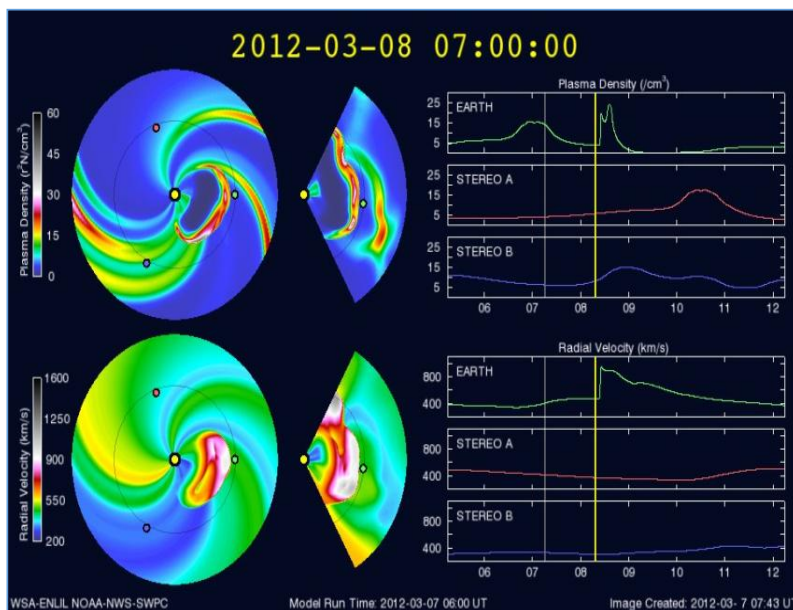 2012-03-08 07:00:00
Plasma Density (r²N/cm³)
60
45
30
15
0
Plasma Density (/cm³)
EARTH
25
15
5
STEREO A
25
15
5
STEREO B
25
15
5
06 07 08 09 10 11 12
Radial Velocity (km/s)
1600
1250
900
550
200
Radial Velocity (km/s)
EARTH
800
400
STEREO A
800
400
STEREO B
800
400
06 07 08 09 10 11 12
WSA-ENLIL NOAA-NWS-SWPC Model Run Time: 2012-03-07 06:00 UT Image Created: 2012-03- 7 07:43 UT